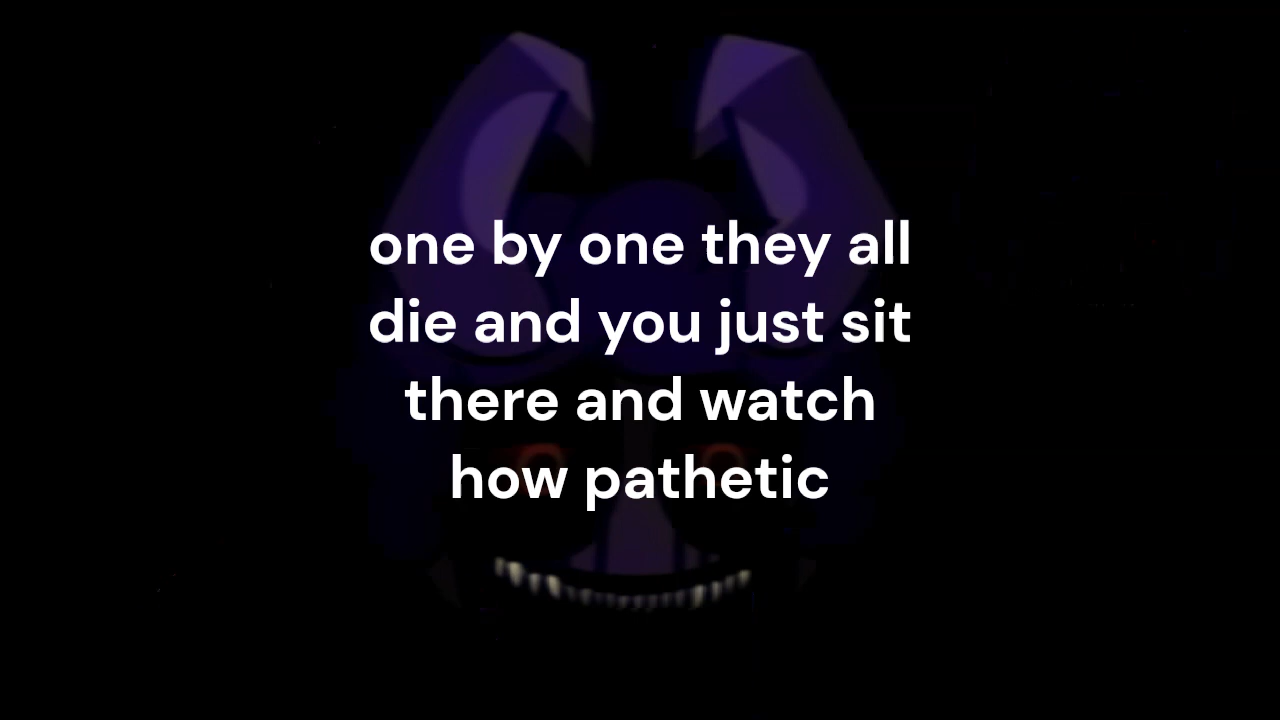 one by one they all
die and you just sit
there and watch
how pathetic